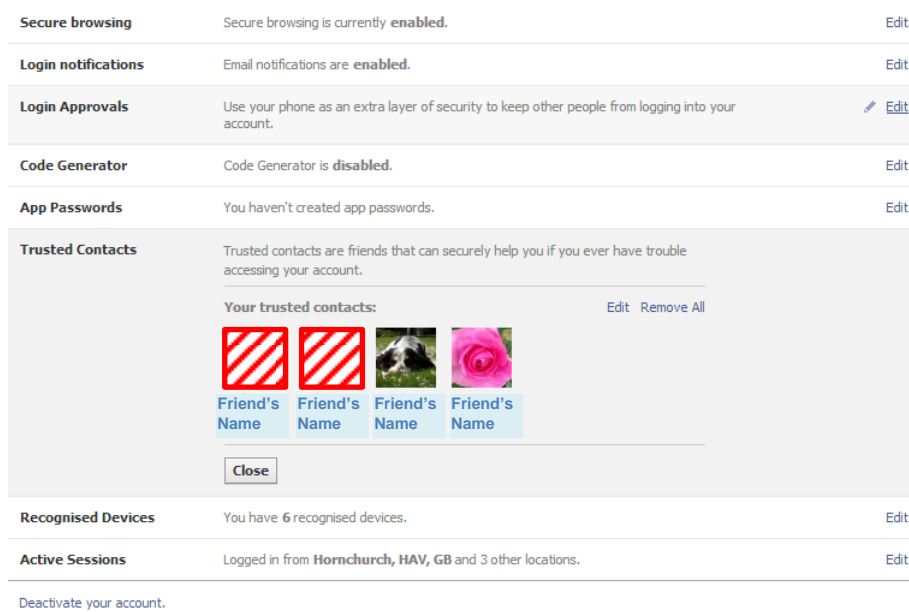 Secure browsing Secure browsing is currently enabled. Edit
Login notifications Email notifications are enabled. Edit
Login Approvals Use your phone as an extra layer of security to keep other people from logging into your Edit
account.
Code Generator Code Generator is disabled. Edit
App Passwords You haven't created app passwords. Edit
Trusted Contacts Trusted contacts are friends that can securely help you if you ever have trouble
accessing your account.
Your trusted contacts: Edit Remove All
Friend's Friend's Friend's Friend's
Name Name Name Name
Close
Recognised Devices You have 6 recognised devices. Edit
Active Sessions Logged in from Hornchurch, HAV, GB and 3 other locations. Edit
Deactivate your account.